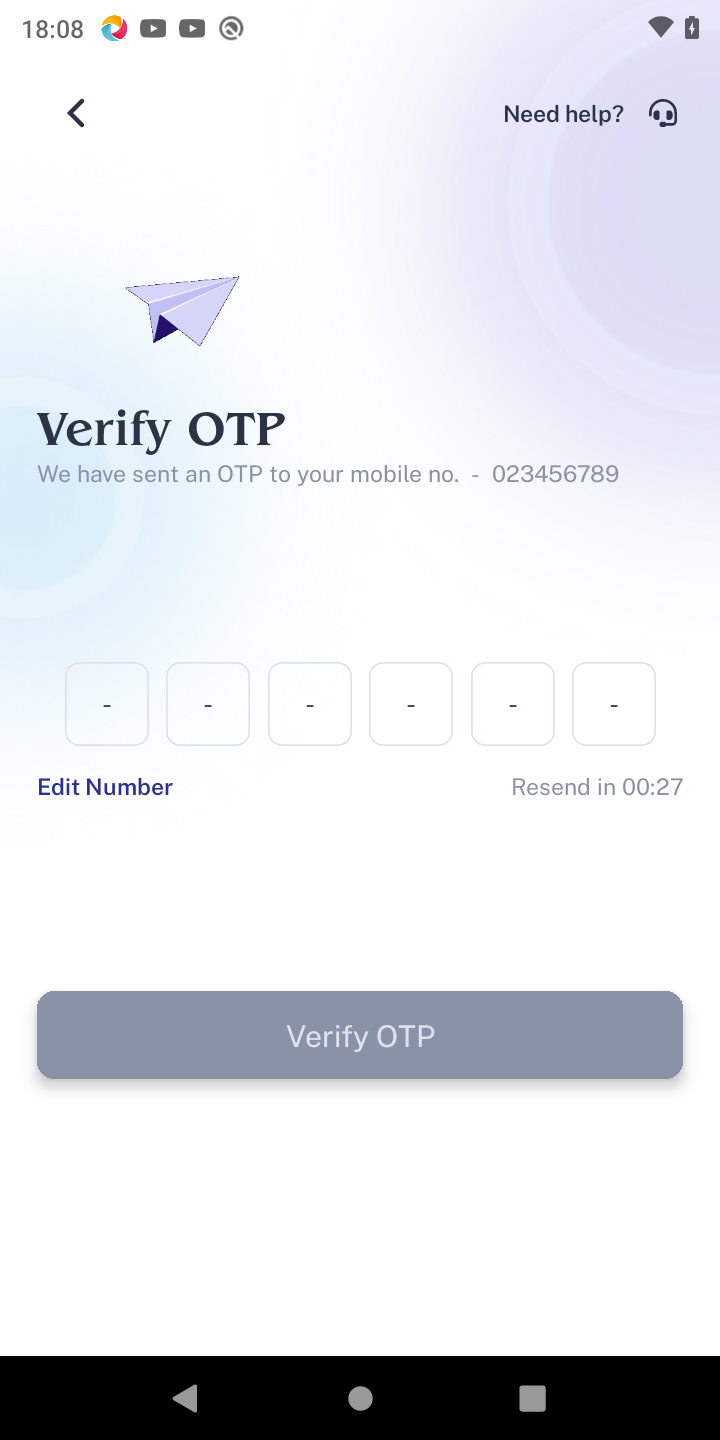 18:08
Need help?
Verify OTP
We have sent an OTP to your mobile no. - 023456789
- - - - - -
Edit Number
Resend in 00:27
Verify OTP